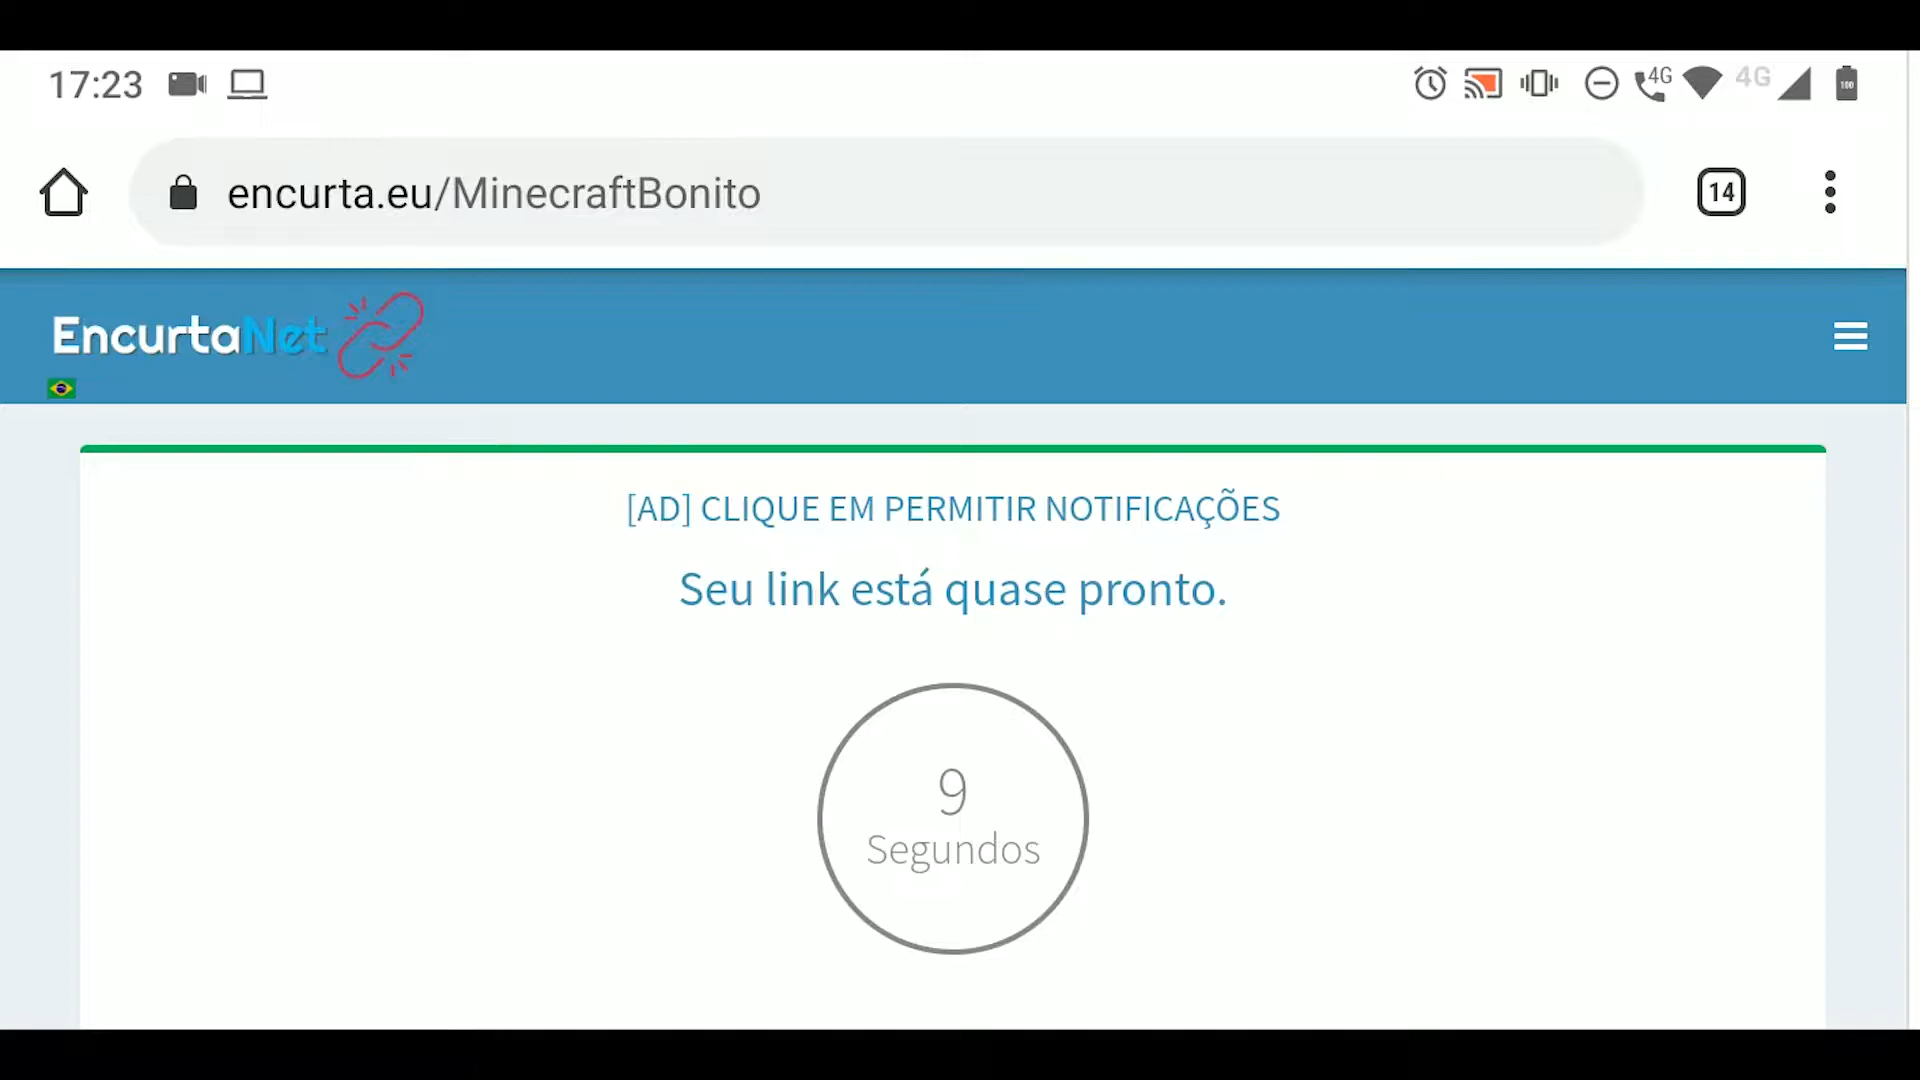 17:23
4G
4G
100
encurta.eu/MinecraftBonito
14
EncurtaNet
[AD] CLIQUE EM PERMITIR NOTIFICAÇÕES
Seu link está quase pronto.
9
Segundos